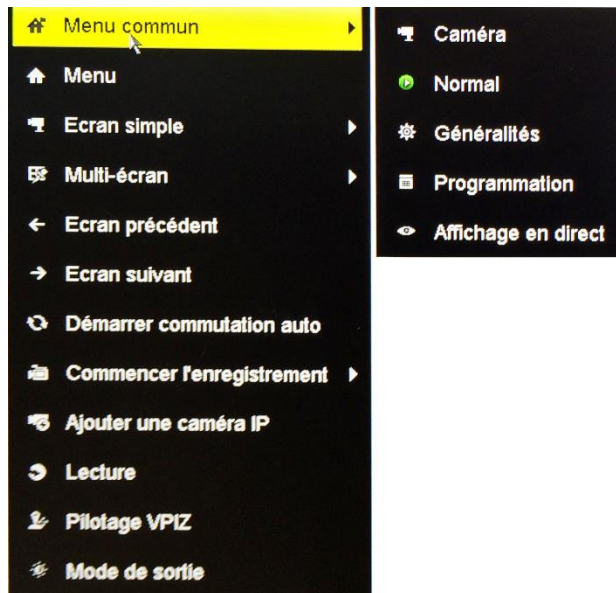 Menu commun
Menu
Ecran simple
Multi-écran
Ecran précédent
Ecran suivant
Démarrer commutation auto
Commencer l'enregistrement
Ajouter une caméra IP
Lecture
Pilotage VPIZ
Mode de sortie
Caméra
Normal
Généralités
Programmation
Affichage en direct